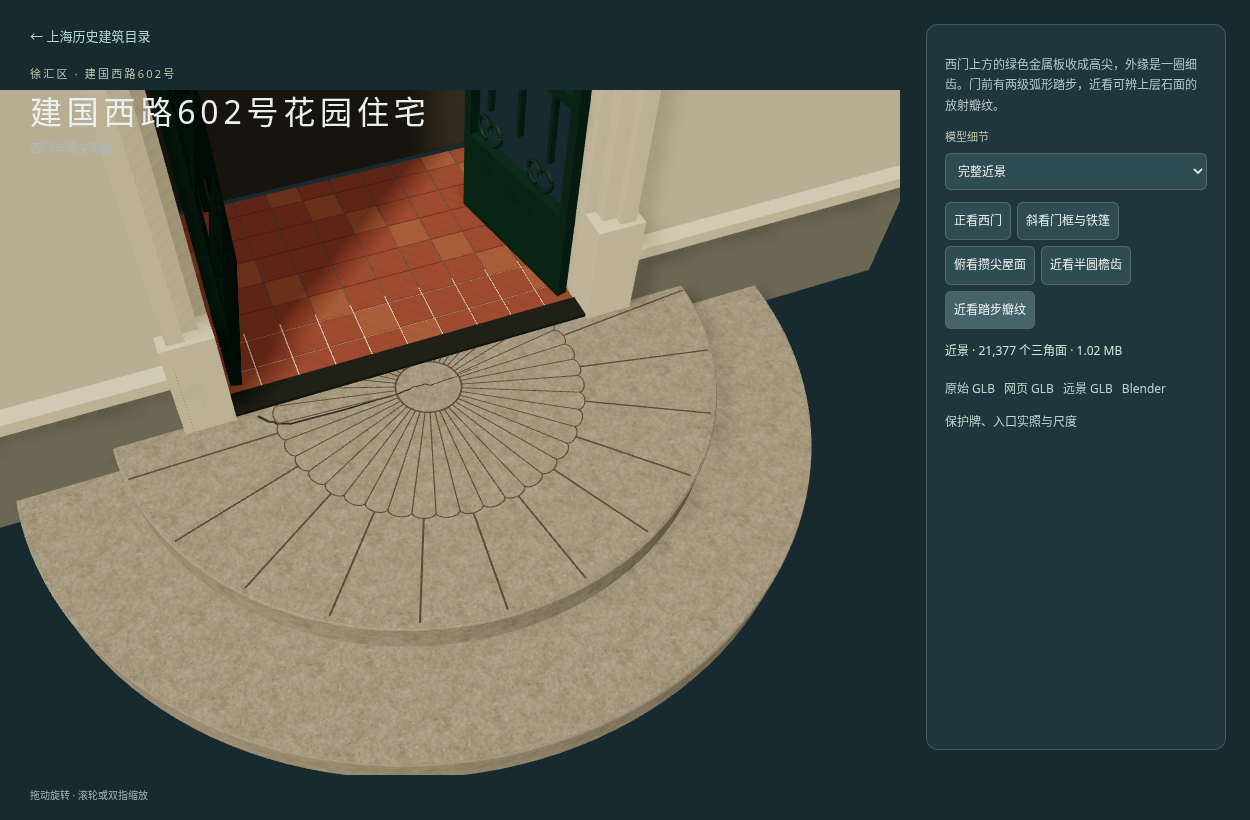 ← 上海历史建筑目录
徐汇区 · 建国西路602号
建国西路602号花园住宅
西门与攒尖门罩
西门上方的绿色金属板收成高尖，外缘是一圈细
齿。门前有两级弧形踏步，近看可辨上层石面的
放射瓣纹。
模型细节
完整近景
正看西门 斜看门框与铁篷
俯看攒尖屋面 近看半圆檐齿
近看踏步瓣纹
近景 · 21,377 个三角面 · 1.02 MB
原始 GLB 网页 GLB 远景 GLB Blender
保护牌、入口实照与尺度
拖动旋转 · 滚轮或双指缩放